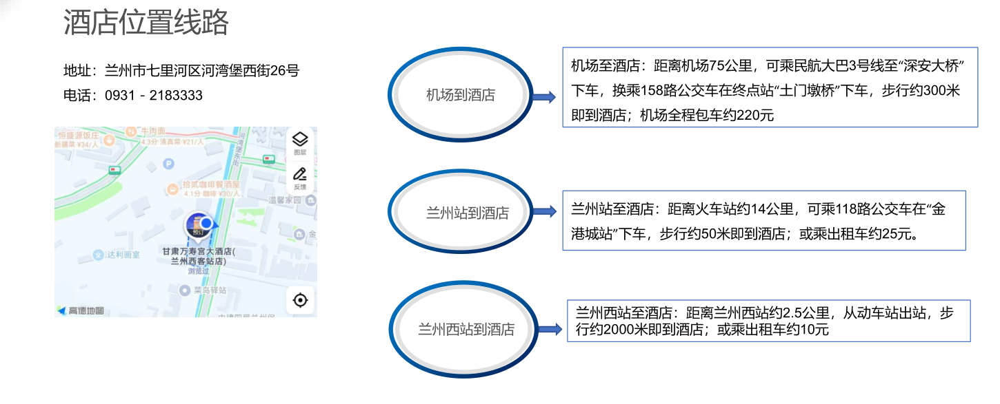 酒店位置线路
地址：兰州市七里河区河湾堡西街26号
电话：0931 - 2183333
恒盛源饭庄
新疆菜 ¥34/人
牛肉面
4.3分 清真菜 ¥21/人
河湾堡东街
图层
反馈
拾贰咖啡餐酒屋
4.1分 咖啡 ¥30/人
温馨家园
金
预订
甘肃万寿宫大酒店(
兰州西客站店)
浏览过
达利画室
菜鸟驿站
高德地图
机场到酒店
机场至酒店：距离机场75公里，可乘民航大巴3号线至“深安大桥”
下车，换乘158路公交车在终点站“土门墩桥”下车，步行约300米
即到酒店；机场全程包车约220元
兰州站到酒店
兰州站至酒店：距离火车站约14公里，可乘118路公交车在“金
港城站”下车，步行约50米即到酒店；或乘出租车约25元。
兰州西站到酒店
兰州西站至酒店：距离兰州西站约2.5公里，从动车站出站，步
行约2000米即到酒店；或乘出租车约10元